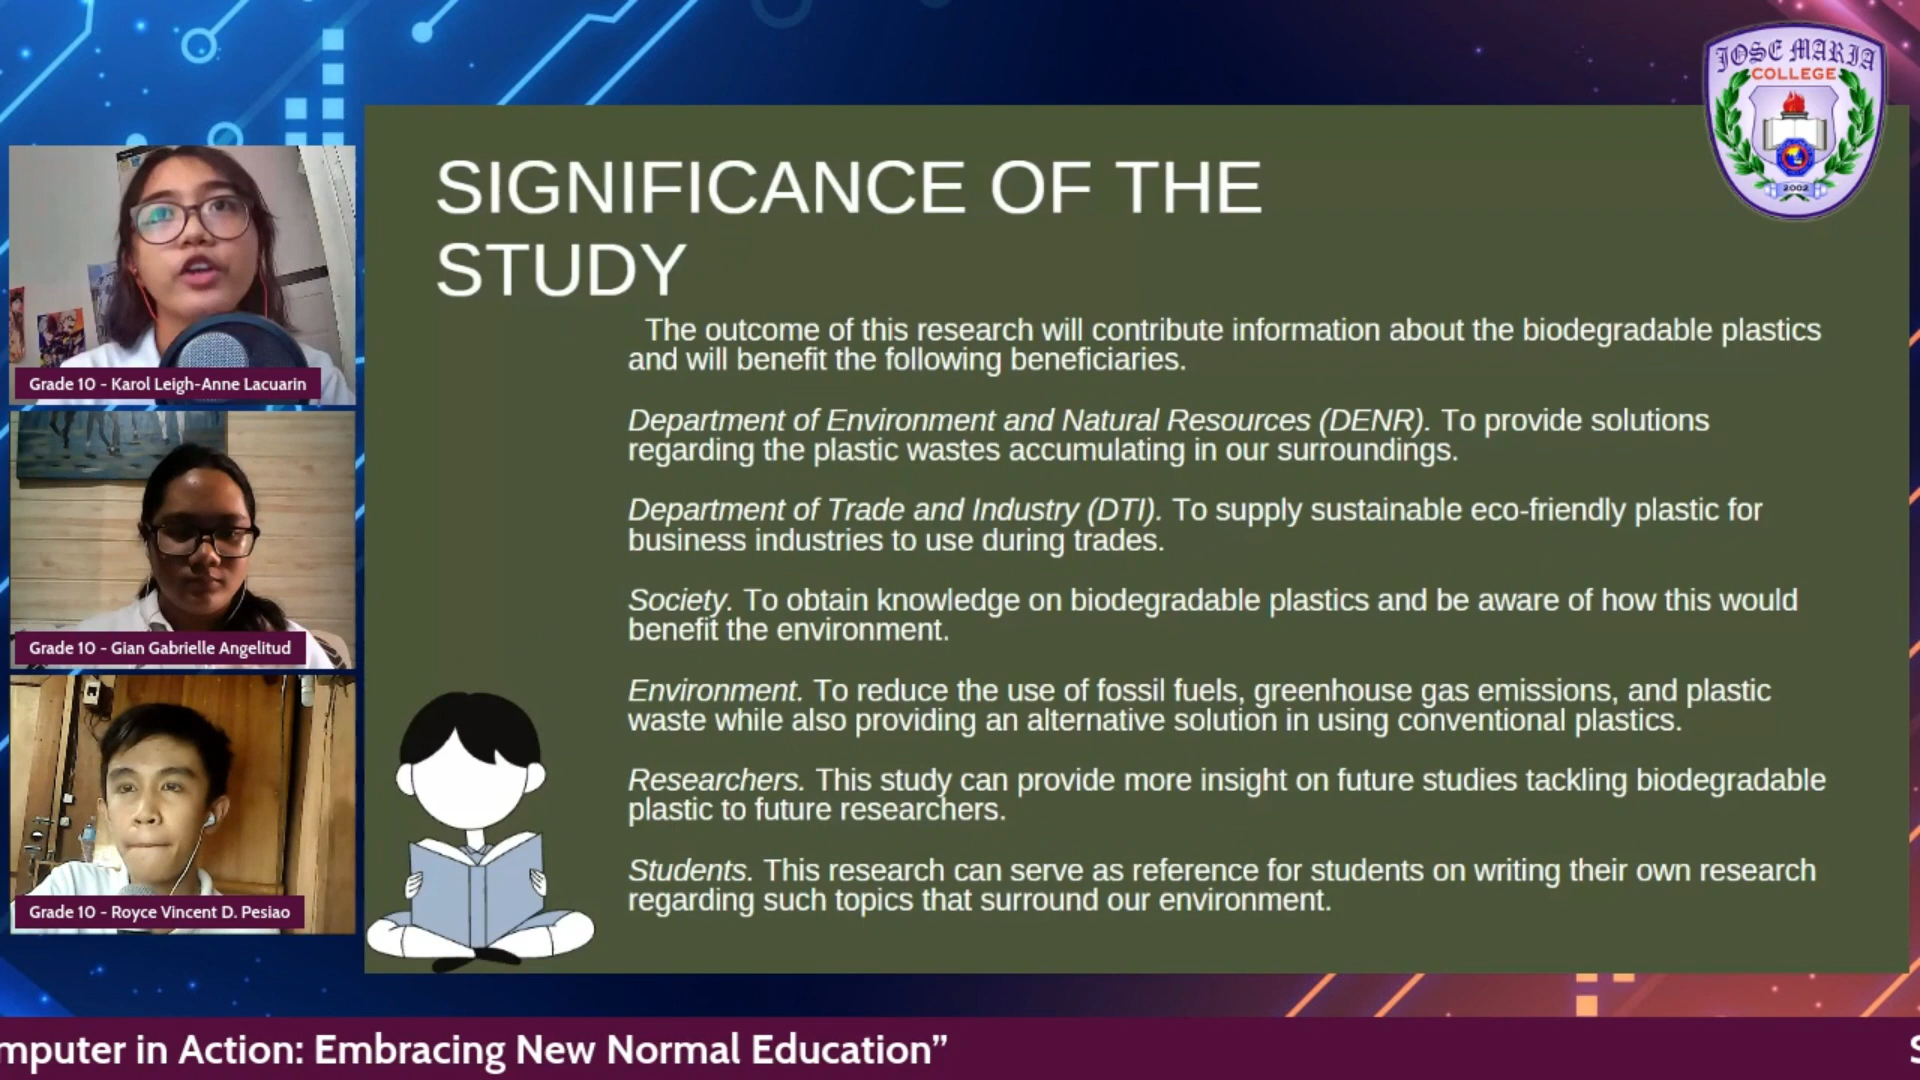 JOSE MARIA
COLLEGE
2002
SIGNIFICANCE OF THE
STUDY
The outcome of this research will contribute information about the biodegradable plastics
and will benefit the following beneficiaries.
Department of Environment and Natural Resources (DENR). To provide solutions
regarding the plastic wastes accumulating in our surroundings.
Department of Trade and Industry (DTI). To supply sustainable eco-friendly plastic for
business industries to use during trades.
Society. To obtain knowledge on biodegradable plastics and be aware of how this would
benefit the environment.
Environment. To reduce the use of fossil fuels, greenhouse gas emissions, and plastic
waste while also providing an alternative solution in using conventional plastics.
Researchers. This study can provide more insight on future studies tackling biodegradable
plastic to future researchers.
Students. This research can serve as reference for students on writing their own research
regarding such topics that surround our environment.
Grade 10 - Karol Leigh-Anne Lacuarin
Grade 10 - Gian Gabrielle Angelitud
Grade 10 - Royce Vincent D. Pesiao
mputer in Action: Embracing New Normal Education” S